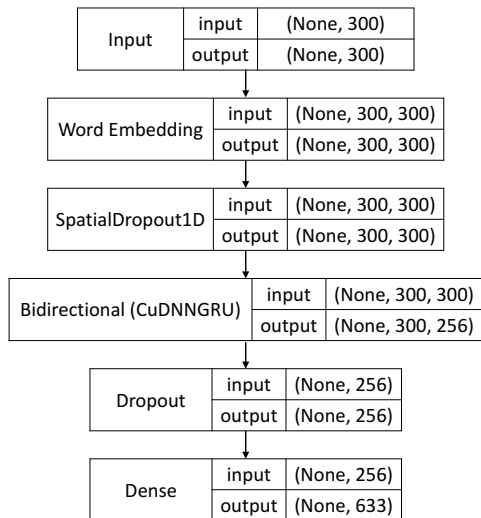 Input
input (None, 300)
output (None, 300)
Word Embedding
input (None, 300, 300)
output (None, 300, 300)
SpatialDropout1D
input (None, 300, 300)
output (None, 300, 300)
Bidirectional (CuDNNGRU)
input (None, 300, 300)
output (None, 300, 256)
Dropout
input (None, 256)
output (None, 256)
Dense
input (None, 256)
output (None, 633)